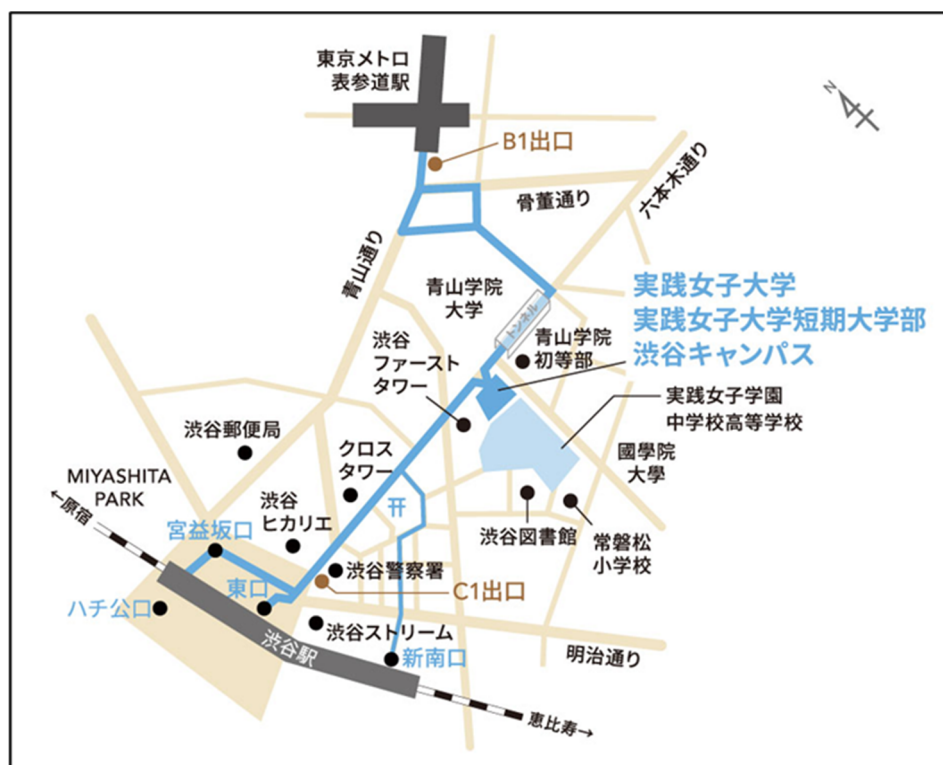 東京メトロ
表参道駅
N
B1出口
骨董通り
六本木通り
青山通り
青山学院
大学
トンネル
実践女子大学
実践女子大学短期大学部
渋谷キャンパス
青山学院
初等部
渋谷
ファースト
タワー
実践女子学園
中学校高等学校
渋谷郵便局
クロス
タワー
國學院
大學
MIYASHITA
PARK
渋谷
ヒカリエ
←原宿
宮益坂口
渋谷図書館
常磐松
小学校
渋谷警察署
C1出口
東口
ハチ公口
渋谷ストリーム
渋谷駅
新南口
明治通り
恵比寿→